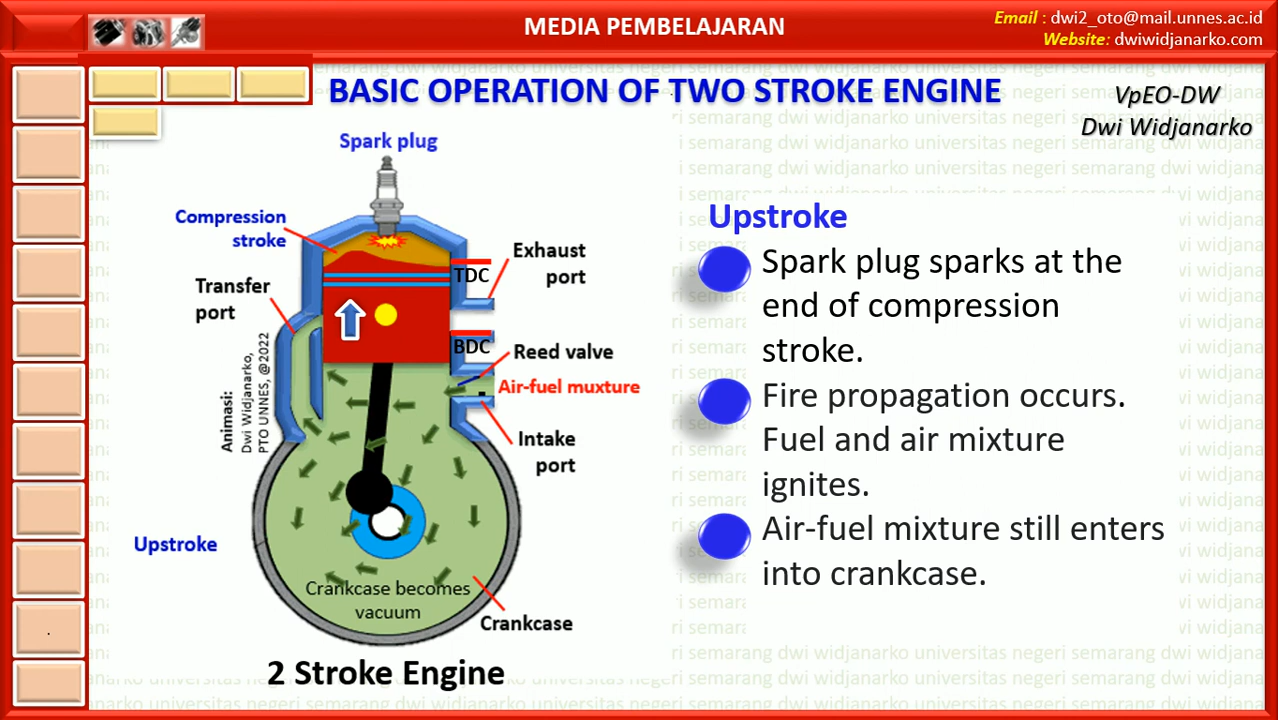 MEDIA PEMBELAJARAN
Email : dwi2_oto@mail.unnes.ac.id
Website: dwiwidjanarko.com
BASIC OPERATION OF TWO STROKE ENGINE
VpEO-DW
Dwi Widjanarko
Spark plug
Compression
stroke
Exhaust
port
TDC
Transfer
port
BDC
Reed valve
Air-fuel muxture
Intake
port
Animasi:
Dwi Widjanarko,
PTO UNNES, @2022
Upstroke
Crankcase becomes
vacuum
Crankcase
2 Stroke Engine
Upstroke
Spark plug sparks at the
end of compression
stroke.
Fire propagation occurs.
Fuel and air mixture
ignites.
Air-fuel mixture still enters
into crankcase.